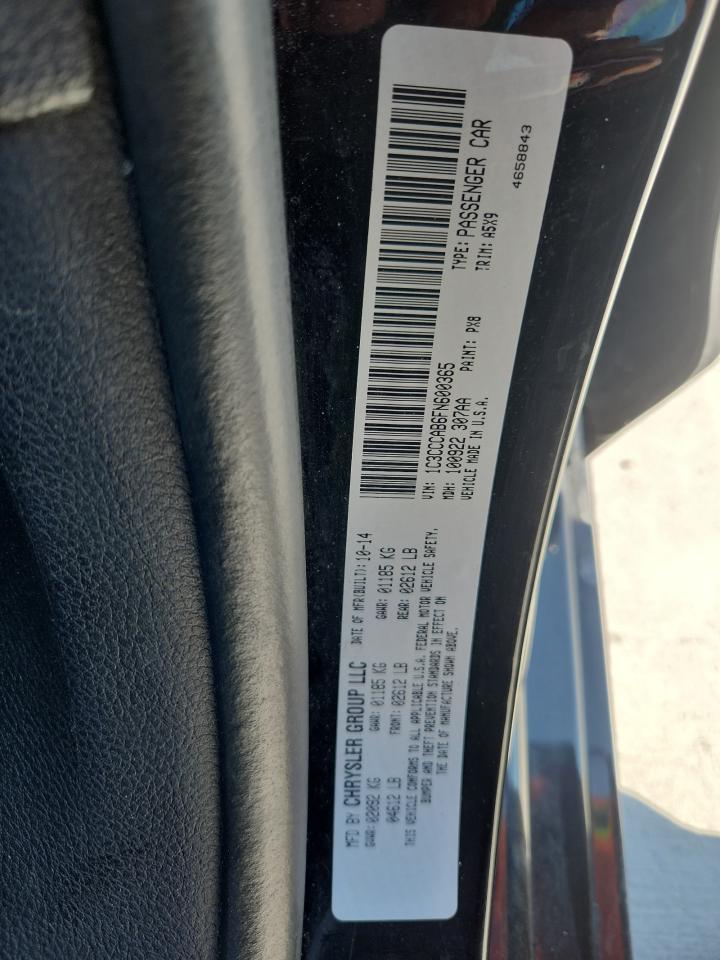 MFD BY CHRYSLER GROUP LLC DATE OF MFR(BUILT): 10-14
GVWR: 02092 KG GAWR: 01185 KG GAWR: 01185 KG
04612 LB FRONT: 02612 LB REAR: 02612 LB
THIS VEHICLE CONFORMS TO ALL APPLICABLE U.S.A. FEDERAL MOTOR VEHICLE SAFETY,
BUMPER AND THEFT PREVENTION STANDARDS IN EFFECT ON
THE DATE OF MANUFACTURE SHOWN ABOVE.
VIN: 1C3CCCAB6FN600365 TYPE: PASSENGER CAR
MDH: 100922 307AA PAINT: PX8 TRIM: A5X9
VEHICLE MADE IN U.S.A.
4658843